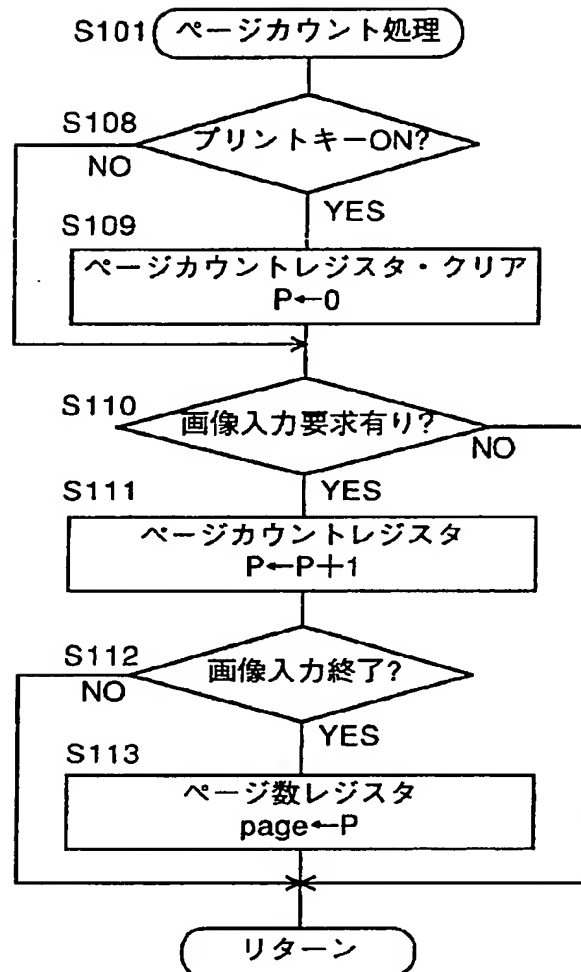 S101 ページカウント処理
S108
プリントキーON?
NO
YES
S109
ページカウントレジスタ・クリア
P←0
S110
画像入力要求有り?
NO
YES
S111
ページカウントレジスタ
P←P+1
S112
画像入力終了?
NO
YES
S113
ページ数レジスタ
page←P
リターン